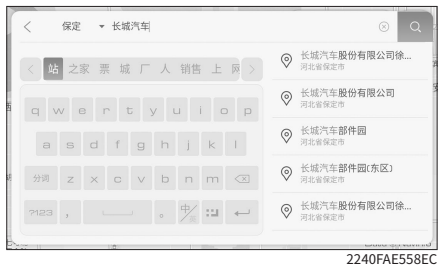 保定 长城汽车
站 之家 票 城 厂 人 销售 上 网
q w e r t y u i o p
a s d f g h j k l
分词 z x c v b n m
?123 , 。 中/英
长城汽车股份有限公司徐...
河北省保定市
长城汽车股份有限公司
河北省保定市
长城汽车部件园
河北省保定市
长城汽车部件园(东区)
河北省保定市
长城汽车股份有限公司徐...
河北省保定市
2240FAE558EC